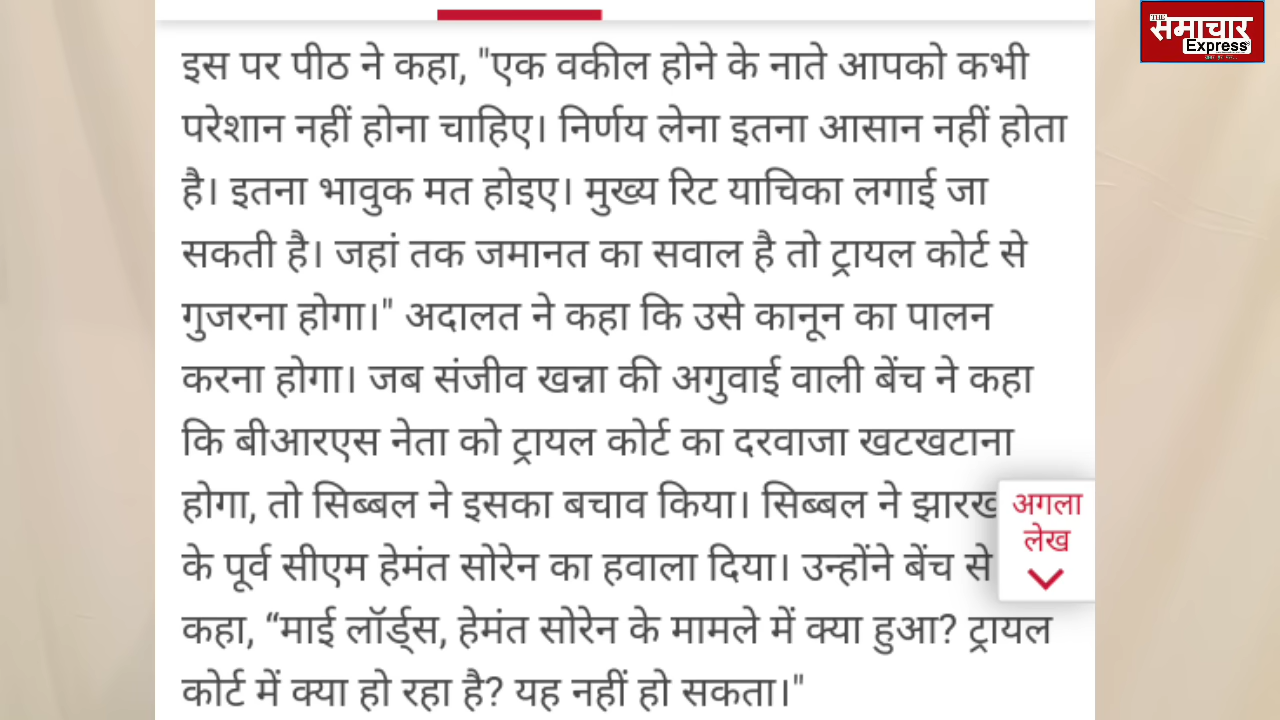 THE
समाचार
Express
इस पर पीठ ने कहा, "एक वकील होने के नाते आपको कभी
परेशान नहीं होना चाहिए। निर्णय लेना इतना आसान नहीं होता
है। इतना भावुक मत होइए। मुख्य रिट याचिका लगाई जा
सकती है। जहां तक जमानत का सवाल है तो ट्रायल कोर्ट से
गुजरना होगा।" अदालत ने कहा कि उसे कानून का पालन
करना होगा। जब संजीव खन्ना की अगुवाई वाली बेंच ने कहा
कि बीआरएस नेता को ट्रायल कोर्ट का दरवाजा खटखटाना
होगा, तो सिब्बल ने इसका बचाव किया। सिब्बल ने
के पूर्व सीएम हेमंत सोरेन का हवाला दिया। उन्होंने बेंच से
कहा, “माई लॉर्ड्स, हेमंत सोरेन के मामले में क्या हुआ? ट्रायल
कोर्ट में क्या हो रहा है? यह नहीं हो सकता।"
अगला
लेख